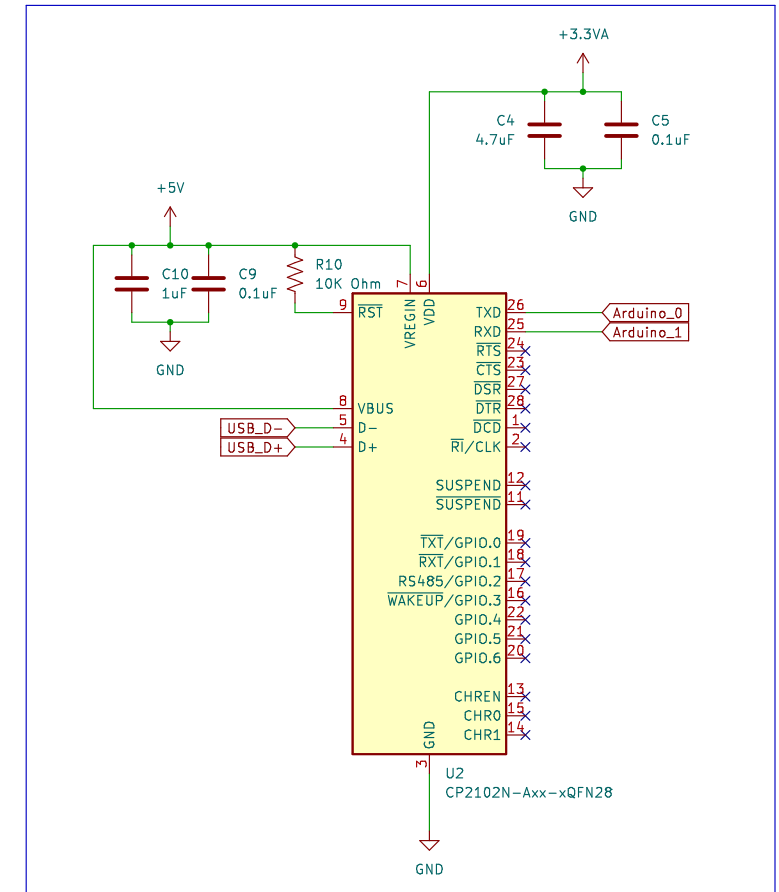 +3.3VA
C4
4.7uF
C5
0.1uF
GND
+5V
C10
1uF
C9
0.1uF
R10
10K Ohm
GND
7
6
VREGIN
VDD
9 RST
8 VBUS
USB_D- 5 D-
USB_D+ 4 D+
TXD 26 Arduino_0
RXD 25 Arduino_1
RTS 24
CTS 23
DSR 27
DTR 28
DCD 1
RI/CLK 2
SUSPEND 12
SUSPEND 11
TXT/GPIO.0 19
RXT/GPIO.1 18
RS485/GPIO.2 17
WAKEUP/GPIO.3 16
GPIO.4 22
GPIO.5 21
GPIO.6 20
CHREN 13
CHR0 15
CHR1 14
GND
3
U2
CP2102N-Axx-xQFN28
GND